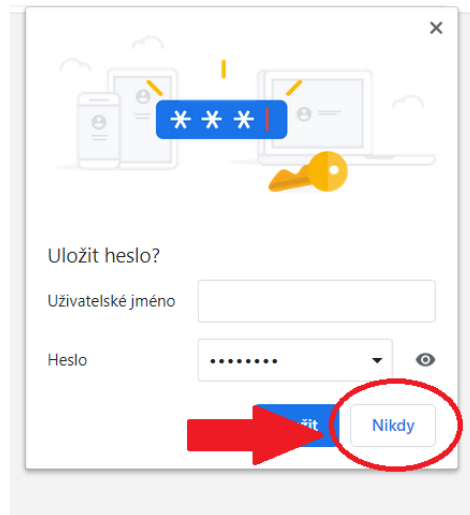 ***
Uložit heslo?
Uživatelské jméno
Heslo ••••••••
Nikdy